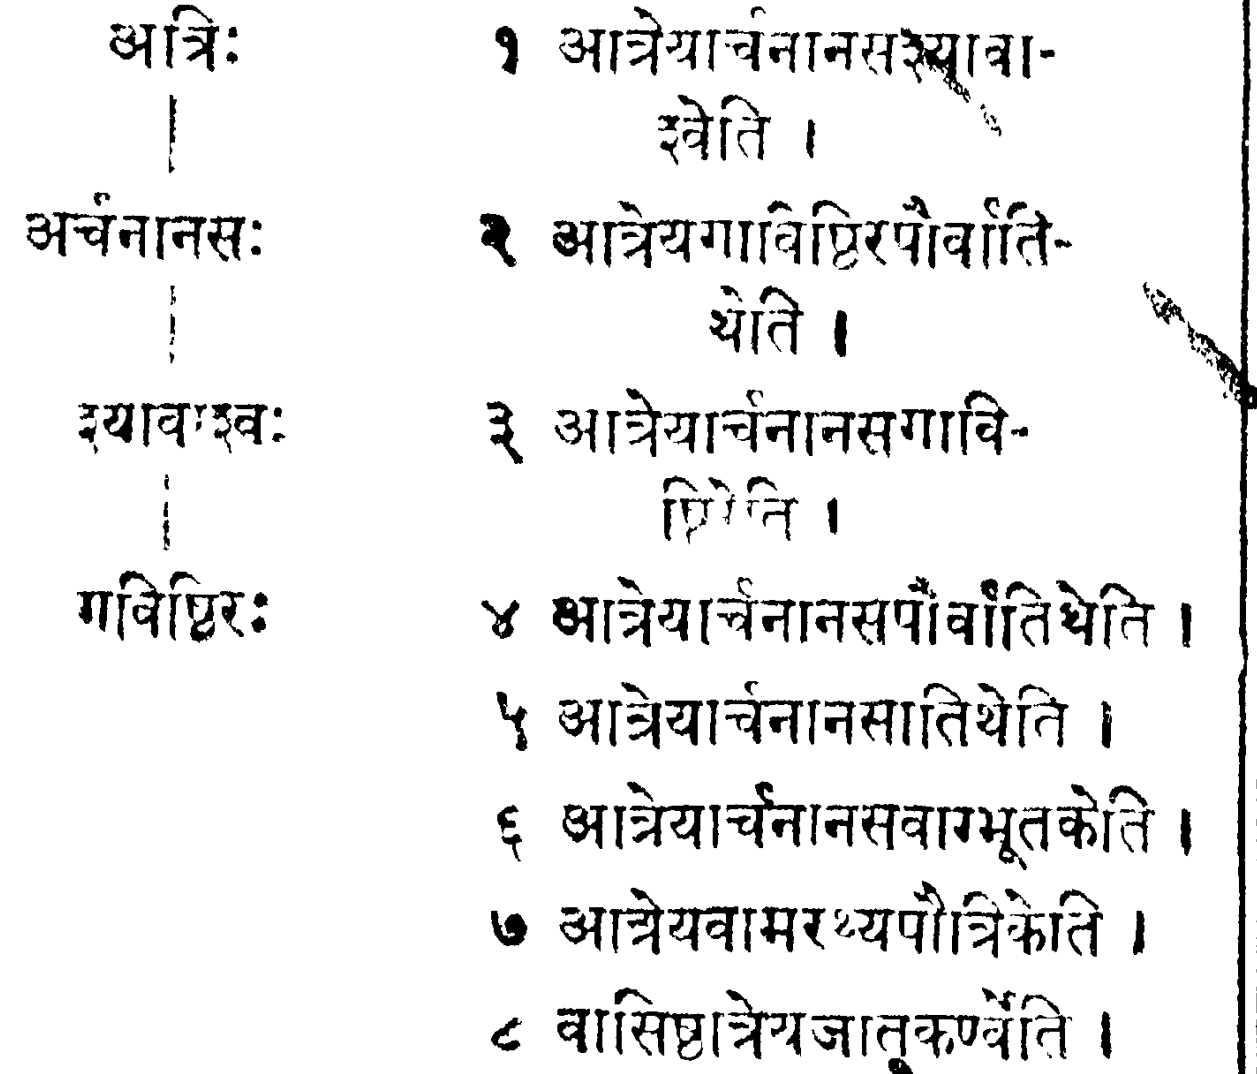 अत्रिः १ आत्रेयार्चनानसश्यावा-
श्वेति ।
अर्चनानसः २ आत्रेयगाविष्ठिरपौर्वाति-
थेति ।
श्यावाश्वः ३ आत्रेयार्चनानसगावि-
ष्ठिरेति ।
गविष्ठिरः ४ आत्रेयार्चनानसपौर्वातिथेति ।
५ आत्रेयार्चनानसातिथेति ।
६ आत्रेयार्चनानसवाग्भूतकेति ।
७ आत्रेयवामरथ्यपौत्रिकेति ।
८ वासिष्ठात्रेयजातूकर्ण्येति ।